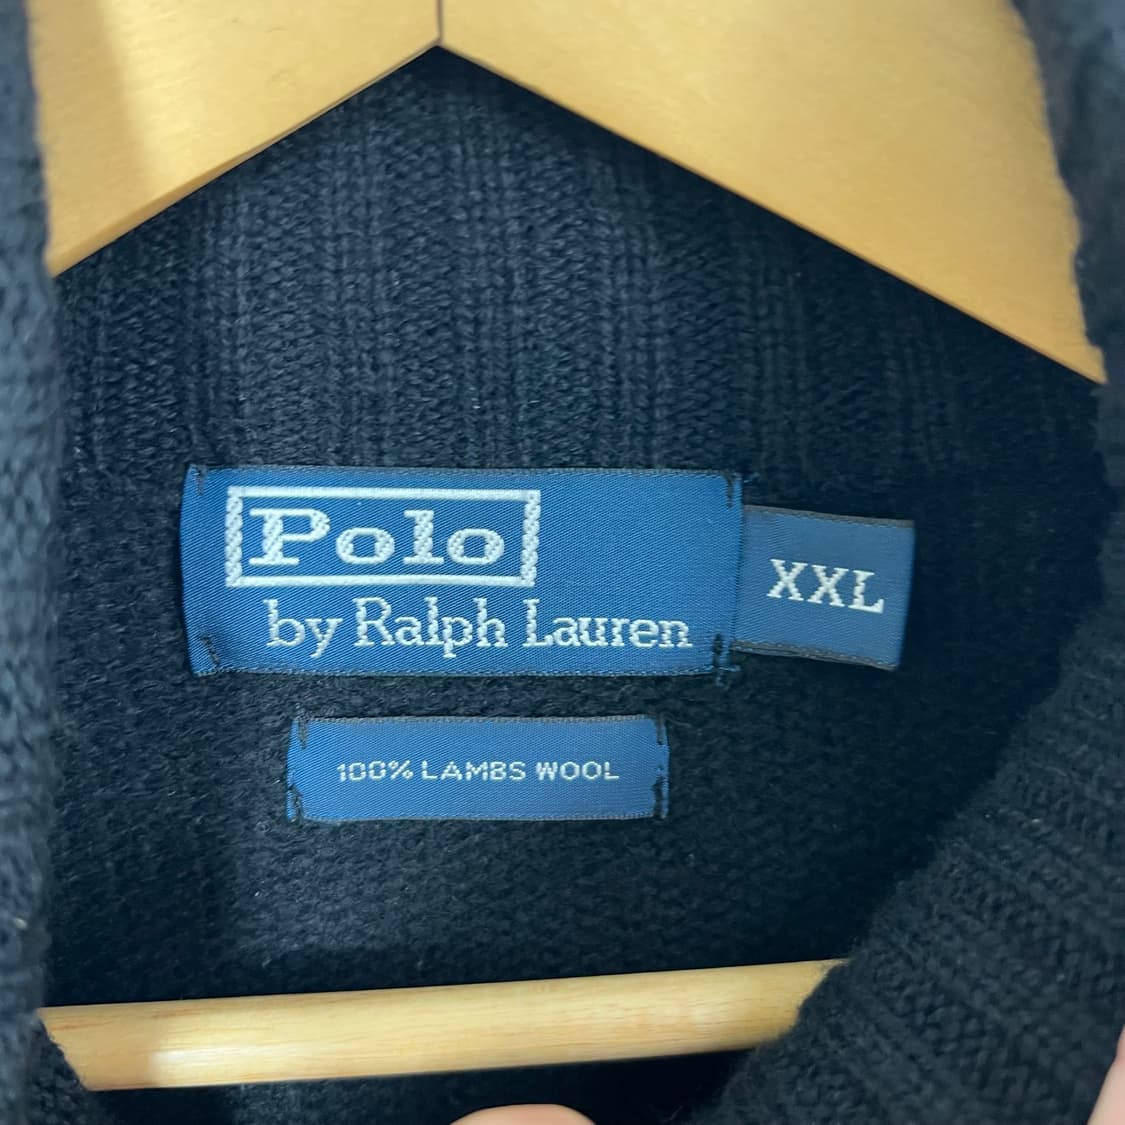 Polo
by Ralph Lauren
XXL
100% LAMBS WOOL